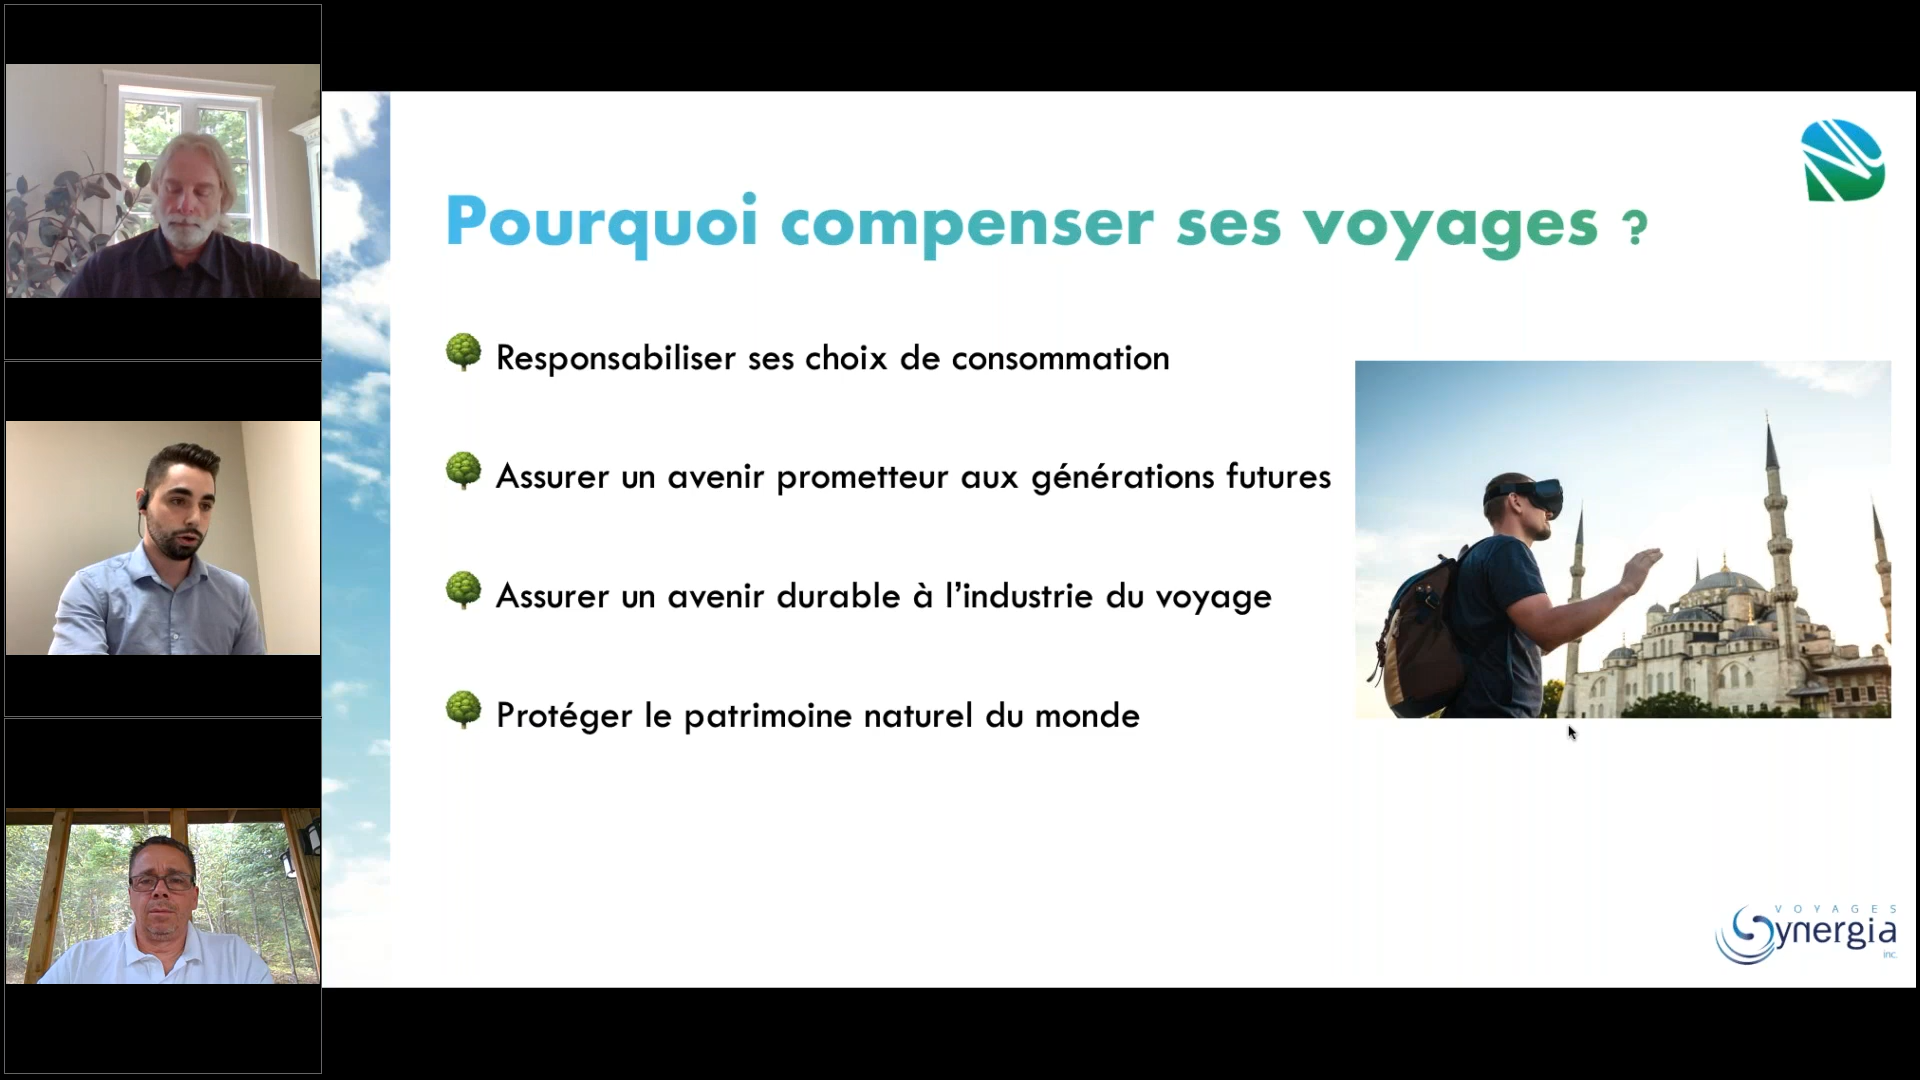 Pourquoi compenser ses voyages ?
Responsabiliser ses choix de consommation
Assurer un avenir prometteur aux générations futures
Assurer un avenir durable à l’industrie du voyage
Protéger le patrimoine naturel du monde
VOYAGES
Synergia
inc.